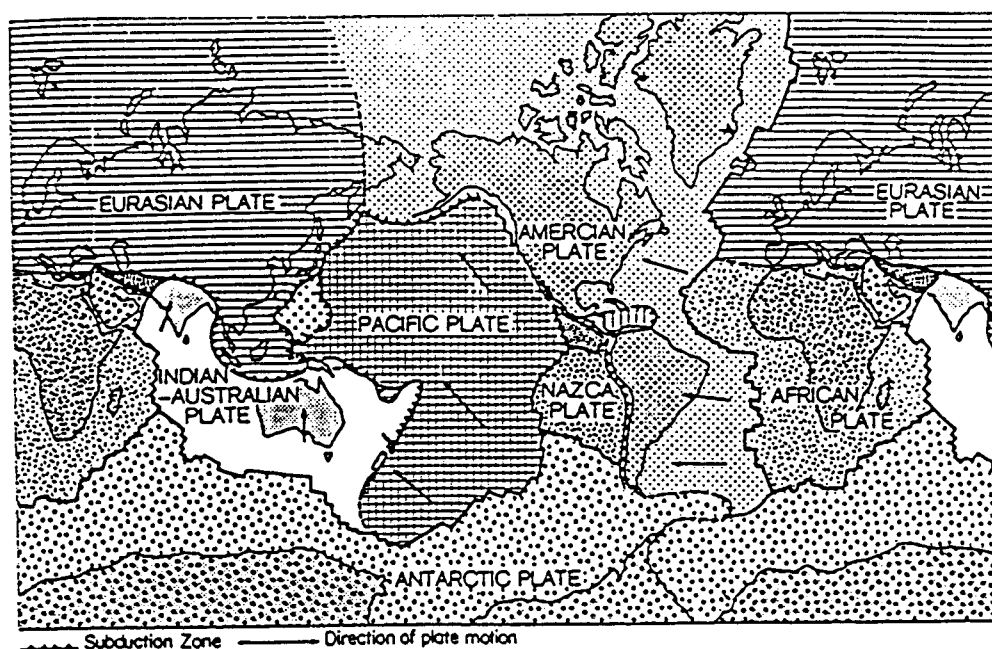 EURASIAN PLATE
EURASIAN
PLATE
AMERCIAN
PLATE
PACIFIC PLATE
INDIAN
-AUSTRALIAN
PLATE
NAZCA
PLATE
AFRICAN
PLATE
ANTARCTIC PLATE
Subduction Zone Direction of plate motion